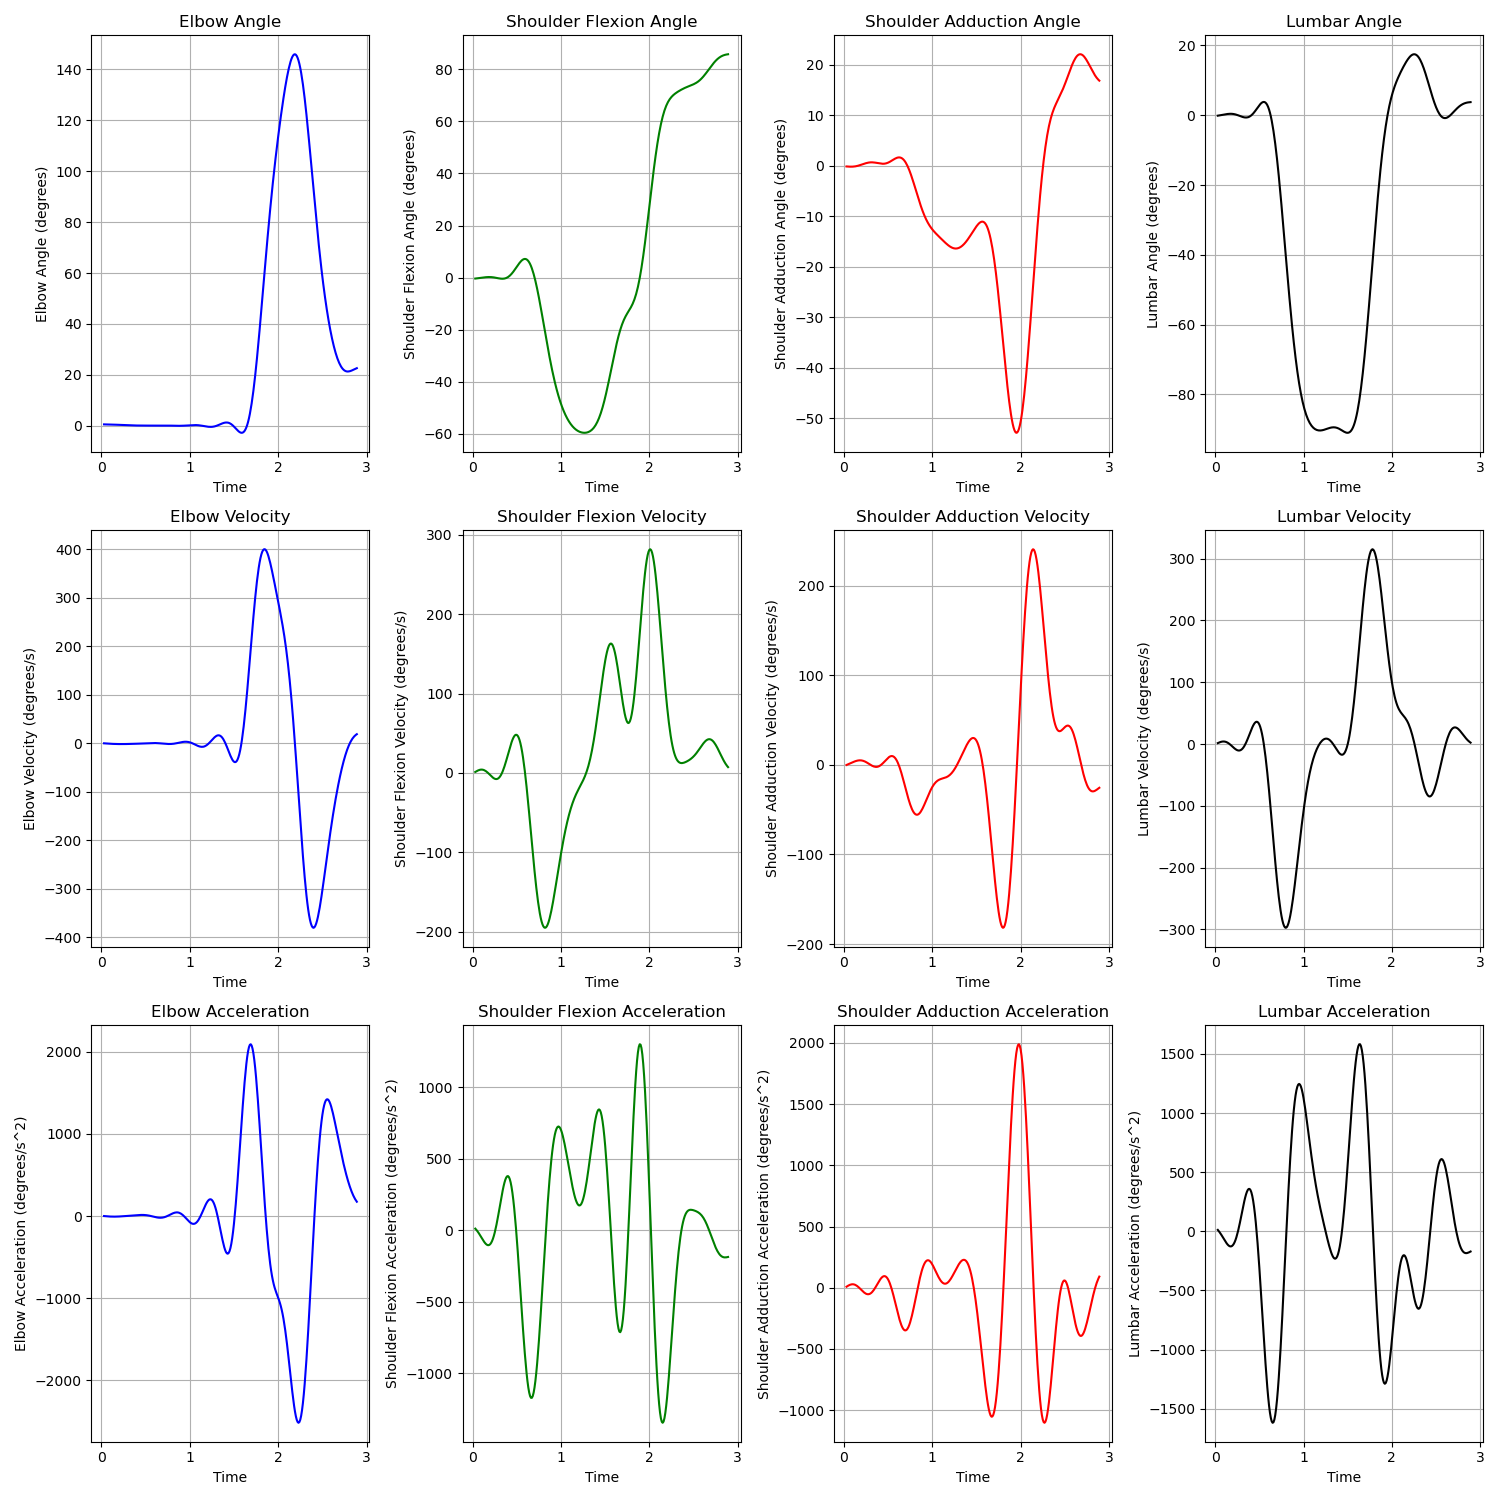 Elbow Angle
Elbow Angle (degrees)
140
120
100
80
60
40
20
0
0 1 2 3
Time
Shoulder Flexion Angle
Shoulder Flexion Angle (degrees)
80
60
40
20
0
−20
−40
−60
0 1 2 3
Time
Shoulder Adduction Angle
Shoulder Adduction Angle (degrees)
20
10
0
−10
−20
−30
−40
−50
0 1 2 3
Time
Lumbar Angle
Lumbar Angle (degrees)
20
0
−20
−40
−60
−80
0 1 2 3
Time
Elbow Velocity
Elbow Velocity (degrees/s)
400
300
200
100
0
−100
−200
−300
−400
0 1 2 3
Time
Shoulder Flexion Velocity
Shoulder Flexion Velocity (degrees/s)
300
200
100
0
−100
−200
0 1 2 3
Time
Shoulder Adduction Velocity
Shoulder Adduction Velocity (degrees/s)
200
100
0
−100
−200
0 1 2 3
Time
Lumbar Velocity
Lumbar Velocity (degrees/s)
300
200
100
0
−100
−200
−300
0 1 2 3
Time
Elbow Acceleration
Elbow Acceleration (degrees/s^2)
2000
1000
0
−1000
−2000
0 1 2 3
Time
Shoulder Flexion Acceleration
Shoulder Flexion Acceleration (degrees/s^2)
1000
500
0
−500
−1000
0 1 2 3
Time
Shoulder Adduction Acceleration
Shoulder Adduction Acceleration (degrees/s^2)
2000
1500
1000
500
0
−500
−1000
0 1 2 3
Time
Lumbar Acceleration
Lumbar Acceleration (degrees/s^2)
1500
1000
500
0
−500
−1000
−1500
0 1 2 3
Time